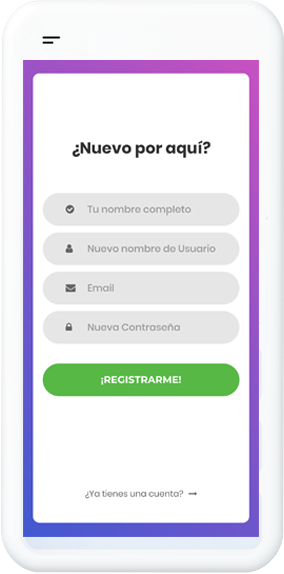 ¿Nuevo por aquí?
Tu nombre completo
Nuevo nombre de Usuario
Email
Nueva Contraseña
¡REGISTRARME!
¿Ya tienes una cuenta?